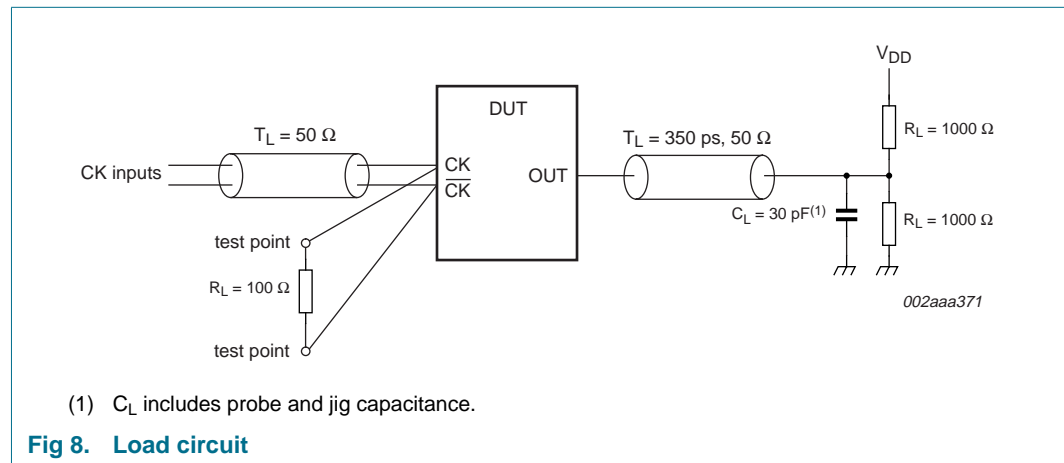 V_DD
DUT
R_L = 1000 Ω
T_L = 50 Ω
T_L = 350 ps, 50 Ω
CK inputs
CK
C̅K̅
OUT
C_L = 30 pF(1)
R_L = 1000 Ω
test point
R_L = 100 Ω
002aaa371
test point
(1) C_L includes probe and jig capacitance.
Fig 8. Load circuit